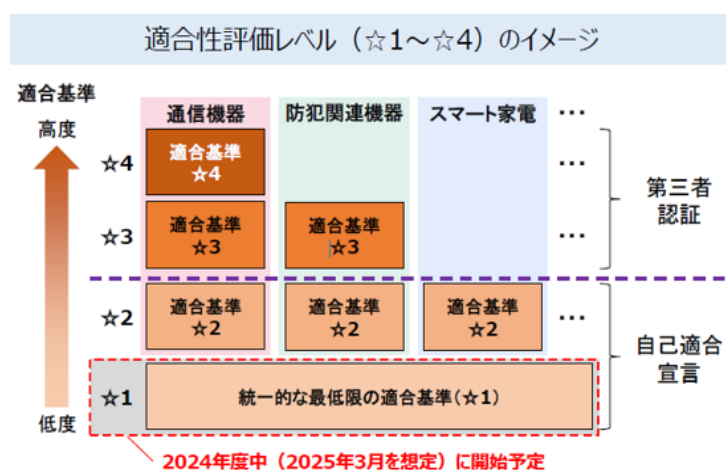 適合性評価レベル（☆1～☆4）のイメージ
適合基準
高度
低度
通信機器
防犯関連機器
スマート家電
…
☆4
適合基準
☆4
…
☆3
適合基準
☆3
適合基準
☆3
…
第三者
認証
☆2
適合基準
☆2
適合基準
☆2
適合基準
☆2
…
自己適合
宣言
☆1
統一的な最低限の適合基準(☆1)
2024年度中（2025年3月を想定）に開始予定